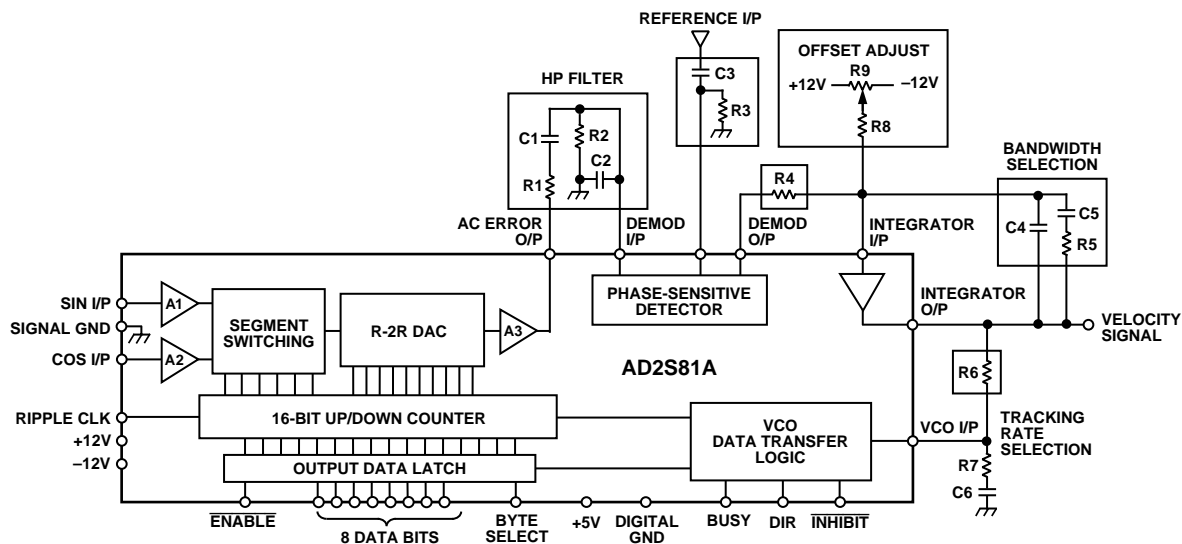 REFERENCE I/P
OFFSET ADJUST
R9
+12V
–12V
R8
HP FILTER
C3
R3
C1
R2
C2
R1
BANDWIDTH
SELECTION
R4
C5
C4
R5
AC ERROR
O/P
DEMOD
I/P
DEMOD
O/P
INTEGRATOR
I/P
SIN I/P
A1
SIGNAL GND
COS I/P
A2
SEGMENT
SWITCHING
R-2R DAC
A3
PHASE-SENSITIVE
DETECTOR
INTEGRATOR
O/P
VELOCITY
SIGNAL
AD2S81A
R6
RIPPLE CLK
16-BIT UP/DOWN COUNTER
VCO
DATA TRANSFER
LOGIC
VCO I/P
TRACKING
RATE
SELECTION
+12V
–12V
OUTPUT DATA LATCH
R7
C6
ENABLE
8 DATA BITS
BYTE
SELECT
+5V
DIGITAL
GND
BUSY
DIR
INHIBIT